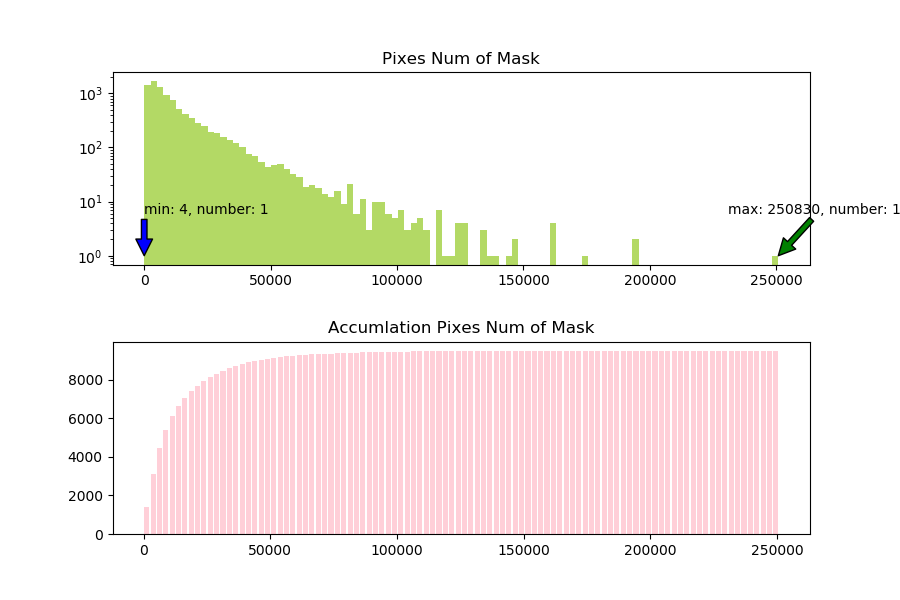 Pixes Num of Mask
10³
10²
10¹
10⁰
min: 4, number: 1
max: 250830, number: 1
0 50000 100000 150000 200000 250000
Accumlation Pixes Num of Mask
8000
6000
4000
2000
0
0 50000 100000 150000 200000 250000